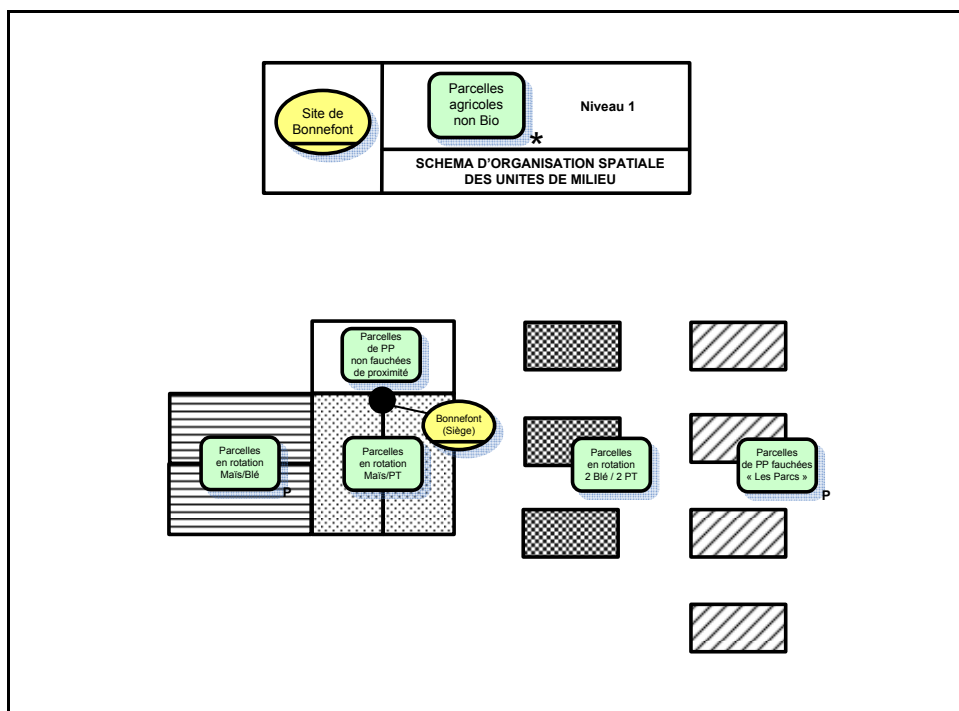 Site de
Bonnefont
Parcelles
agricoles
non Bio
*
Niveau 1
SCHEMA D'ORGANISATION SPATIALE
DES UNITES DE MILIEU
Parcelles
de PP
non fauchées
de proximité
Bonnefont
(Siège)
Parcelles
en rotation
Maïs/Blé
P
Parcelles
en rotation
Maïs/PT
Parcelles
en rotation
2 Blé / 2 PT
Parcelles
de PP fauchées
« Les Parcs »
P